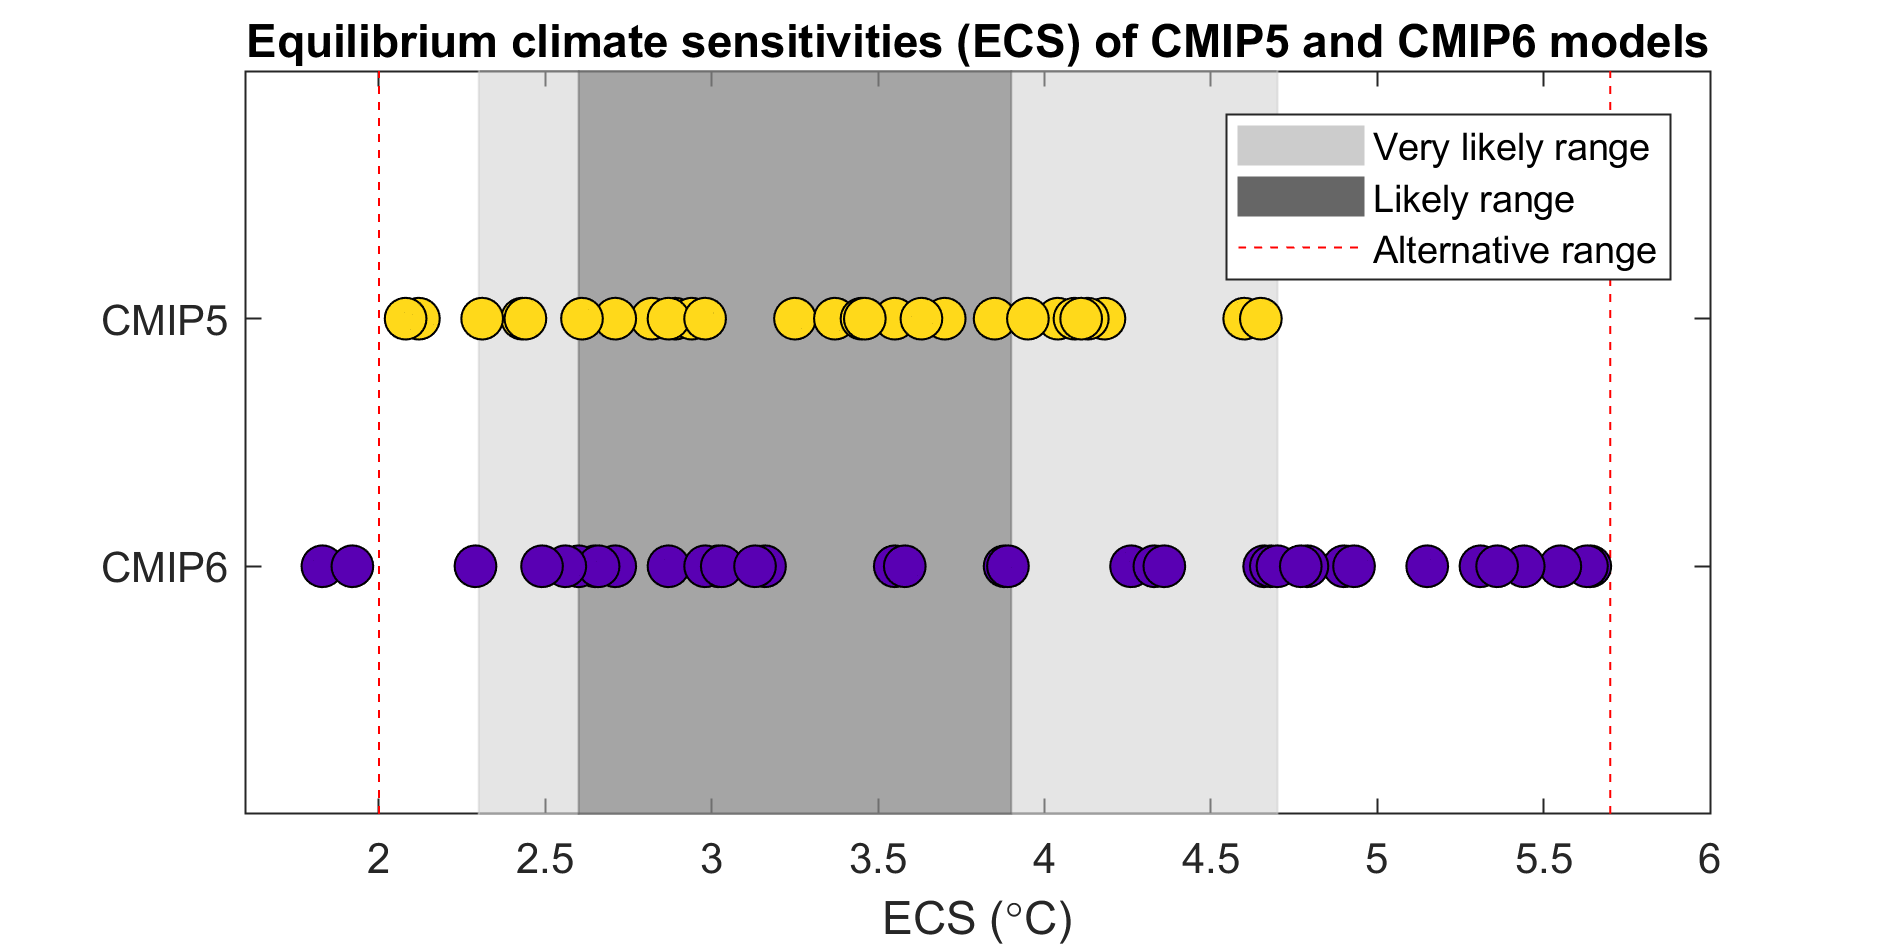 Equilibrium climate sensitivities (ECS) of CMIP5 and CMIP6 models
Very likely range
Likely range
Alternative range
CMIP5
CMIP6
2 2.5 3 3.5 4 4.5 5 5.5 6
ECS (°C)